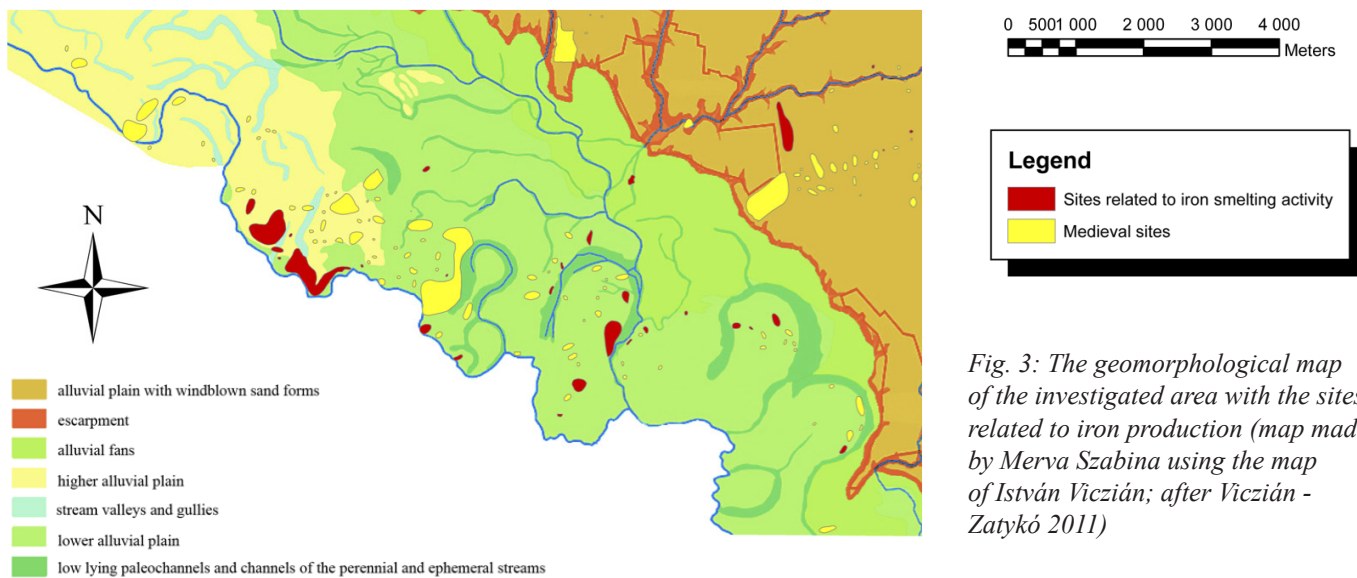 0 5001 000 2 000 3 000 4 000
Meters
N
Legend
Sites related to iron smelting activity
Medieval sites
alluvial plain with windblown sand forms
escarpment
alluvial fans
higher alluvial plain
stream valleys and gullies
lower alluvial plain
low lying paleochannels and channels of the perennial and ephemeral streams
Fig. 3: The geomorphological map
of the investigated area with the sites
related to iron production (map mad
by Merva Szabina using the map
of István Viczián; after Viczián -
Zatykó 2011)